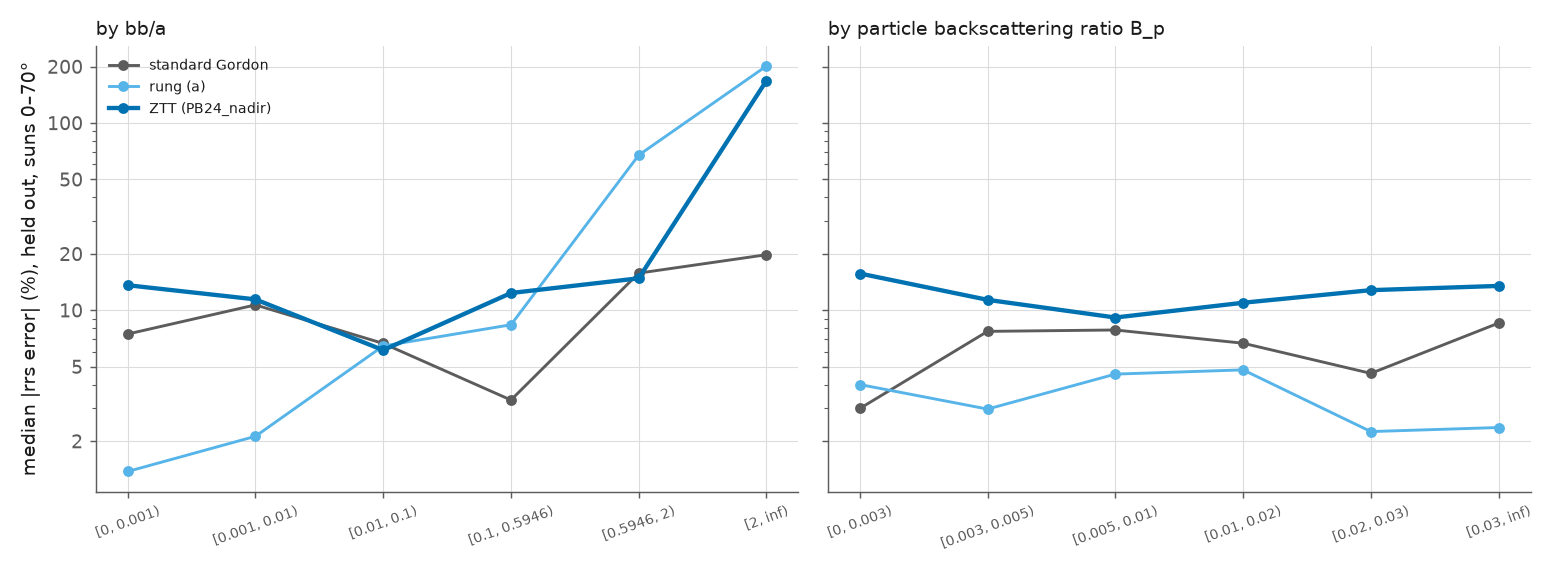 by bb/a
by particle backscattering ratio B_p
median |rrs error| (%), held out, suns 0–70°
200
100
50
20
10
5
2
standard Gordon
rung (a)
ZTT (PB24_nadir)
[0, 0.001)
[0.001, 0.01)
[0.01, 0.1)
[0.1, 0.5946)
[0.5946, 2)
[2, inf)
[0, 0.003)
[0.003, 0.005)
[0.005, 0.01)
[0.01, 0.02)
[0.02, 0.03)
[0.03, inf)